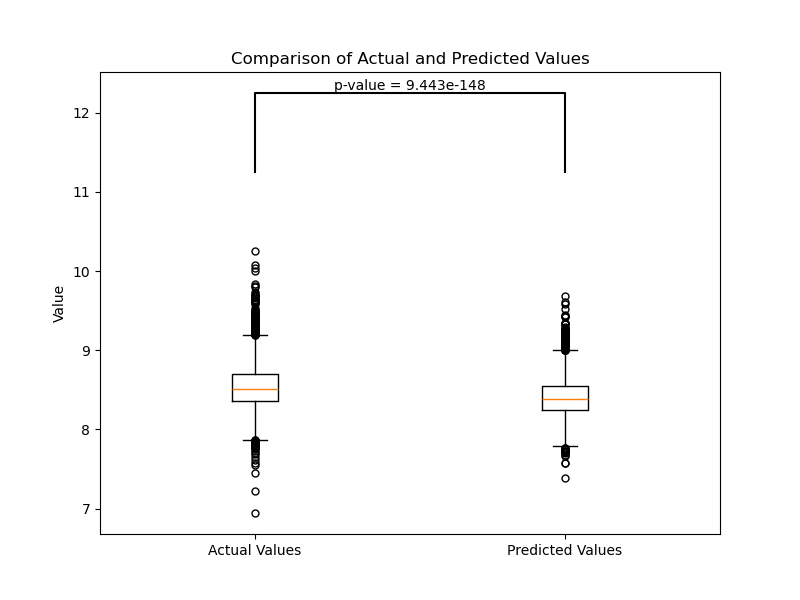 Comparison of Actual and Predicted Values
p-value = 9.443e-148
12
11
10
9
8
7
Value
Actual Values
Predicted Values